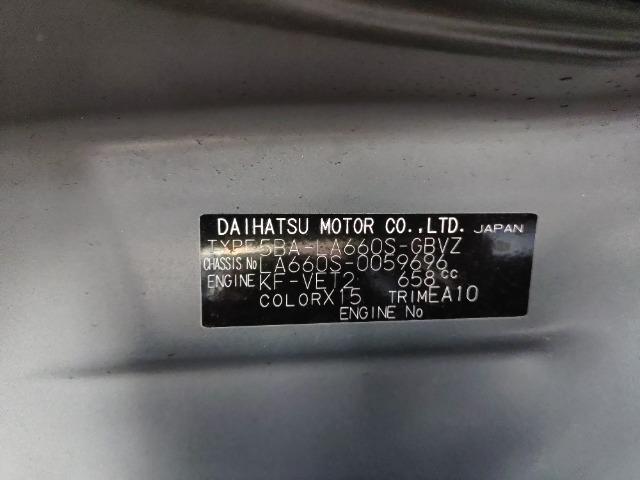 DAIHATSU MOTOR CO.,LTD. JAPAN
TYPE 5BA-LA660S-GBVZ
CHASSIS No LA660S-0059696
ENGINE KF-VET2 658cc
COLOR X15 TRIM EA10
ENGINE No